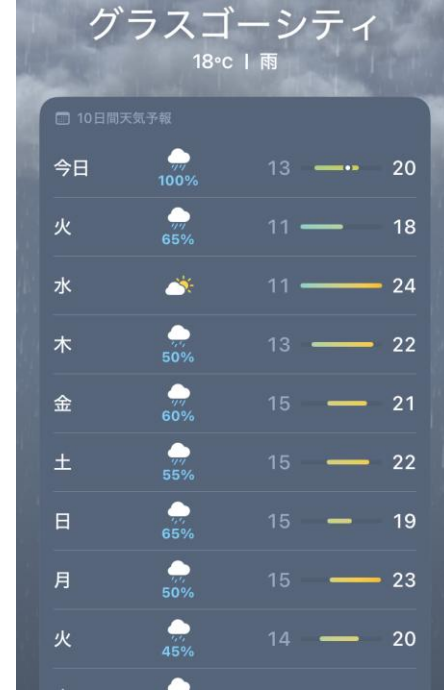 グラスゴーシティ
18°C | 雨
10日間天気予報
今日 100% 13 20
火 65% 11 18
水 11 24
木 50% 13 22
金 60% 15 21
土 55% 15 22
日 65% 15 19
月 50% 15 23
火 45% 14 20